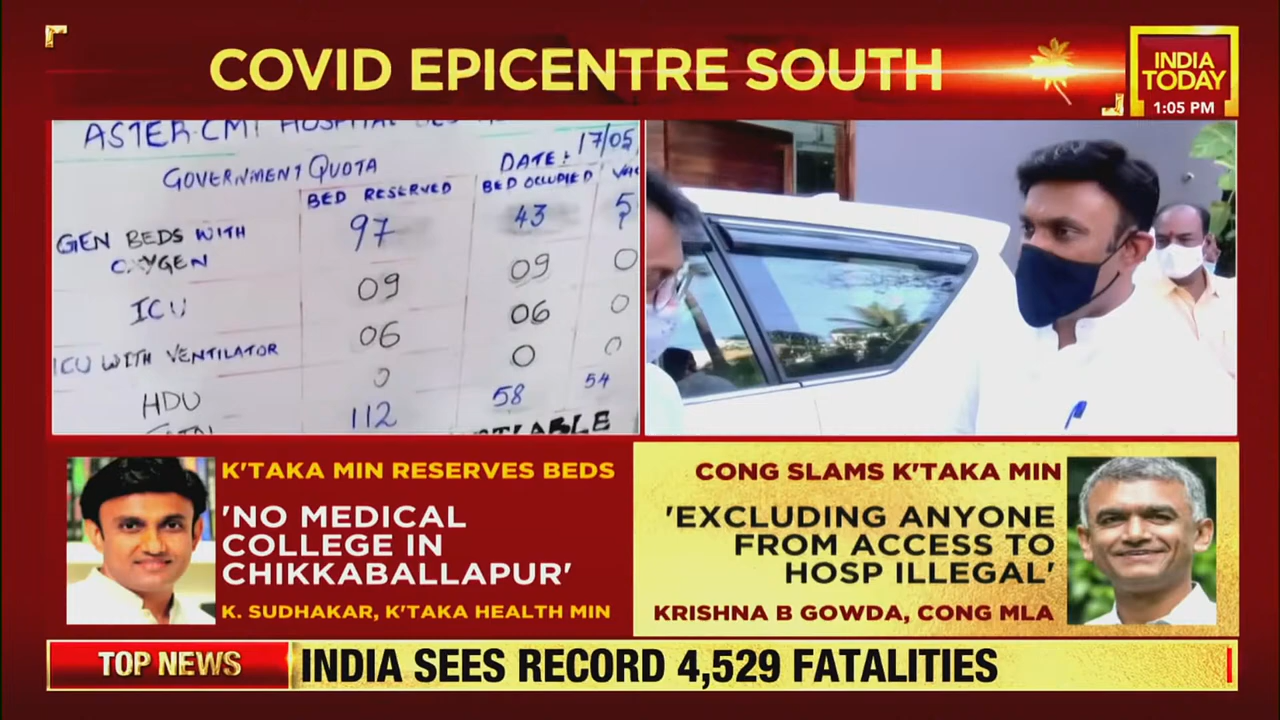 COVID EPICENTRE SOUTH
INDIA
TODAY
1:05 PM
ASTER-CMI HOSPITAL
GOVERNMENT QUOTA
DATE: 17/05
BED RESERVED
BED OCCUPIED
GEN BEDS WITH OXYGEN
97
43
5
ICU
09
09
0
ICU WITH VENTILATOR
06
06
0
HDU
0
0
0
112
58
54
K'TAKA MIN RESERVES BEDS
'NO MEDICAL
COLLEGE IN
CHIKKABALLAPUR'
K. SUDHAKAR, K'TAKA HEALTH MIN
CONG SLAMS K'TAKA MIN
'EXCLUDING ANYONE
FROM ACCESS TO
HOSP ILLEGAL'
KRISHNA B GOWDA, CONG MLA
TOP NEWS
INDIA SEES RECORD 4,529 FATALITIES